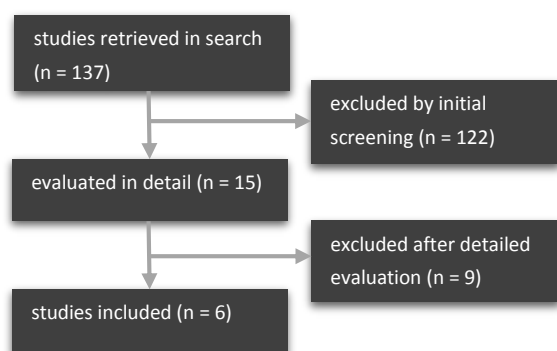 studies retrieved in search
(n = 137)
excluded by initial
screening (n = 122)
evaluated in detail (n = 15)
excluded after detailed
evaluation (n = 9)
studies included (n = 6)